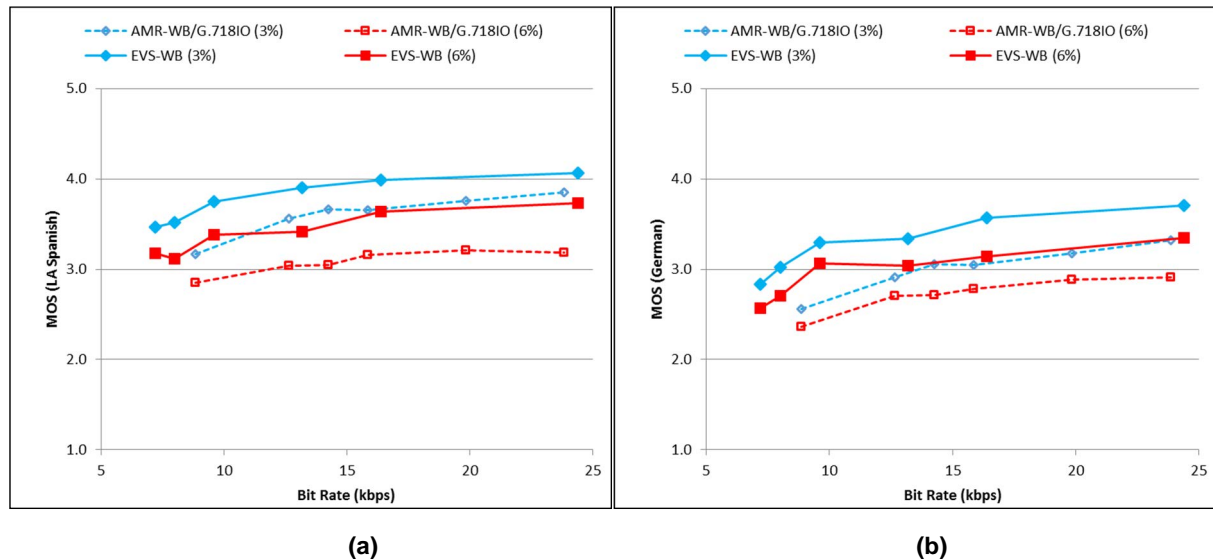 AMR-WB/G.718IO (3%) AMR-WB/G.718IO (6%)
EVS-WB (3%) EVS-WB (6%)
5.0
4.0
3.0
2.0
1.0
MOS (LA Spanish)
5 10 15 20 25
Bit Rate (kbps)
(a)
AMR-WB/G.718IO (3%) AMR-WB/G.718IO (6%)
EVS-WB (3%) EVS-WB (6%)
5.0
4.0
3.0
2.0
1.0
MOS (German)
5 10 15 20 25
Bit Rate (kbps)
(b)